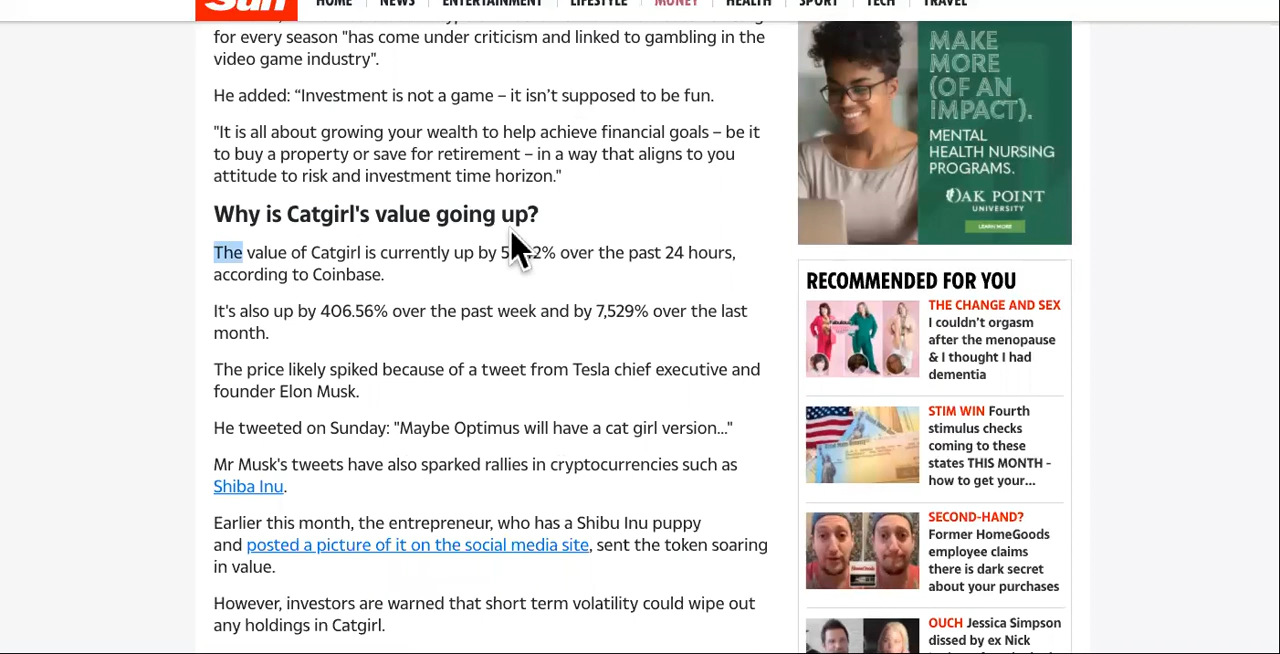 Sun
HOME
NEWS
ENTERTAINMENT
LIFESTYLE
MONEY
HEALTH
SPORT
TECH
TRAVEL
for every season "has come under criticism and linked to gambling in the
video game industry".
He added: “Investment is not a game – it isn’t supposed to be fun.
"It is all about growing your wealth to help achieve financial goals – be it
to buy a property or save for retirement – in a way that aligns to you
attitude to risk and investment time horizon."
Why is Catgirl's value going up?
The value of Catgirl is currently up by over the past 24 hours,
according to Coinbase.
It's also up by 406.56% over the past week and by 7,529% over the last
month.
The price likely spiked because of a tweet from Tesla chief executive and
founder Elon Musk.
He tweeted on Sunday: "Maybe Optimus will have a cat girl version..."
Mr Musk's tweets have also sparked rallies in cryptocurrencies such as
Shiba Inu.
Earlier this month, the entrepreneur, who has a Shibu Inu puppy
and posted a picture of it on the social media site, sent the token soaring
in value.
However, investors are warned that short term volatility could wipe out
any holdings in Catgirl.
MAKE
MORE
(OF AN
IMPACT).
MENTAL
HEALTH NURSING
PROGRAMS.
OAK POINT
UNIVERSITY
LEARN MORE
RECOMMENDED FOR YOU
THE CHANGE AND SEX
I couldn’t orgasm
after the menopause
& I thought I had
dementia
STIM WIN Fourth
stimulus checks
coming to these
states THIS MONTH -
how to get your...
SECOND-HAND?
Former HomeGoods
employee claims
there is dark secret
about your purchases
OUCH Jessica Simpson
dissed by ex Nick